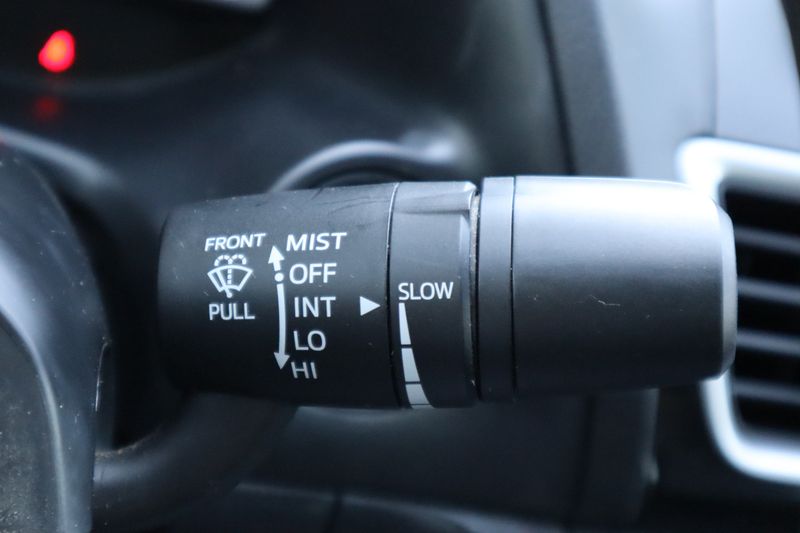 FRONT
PULL
MIST
OFF
INT
LO
HI
SLOW